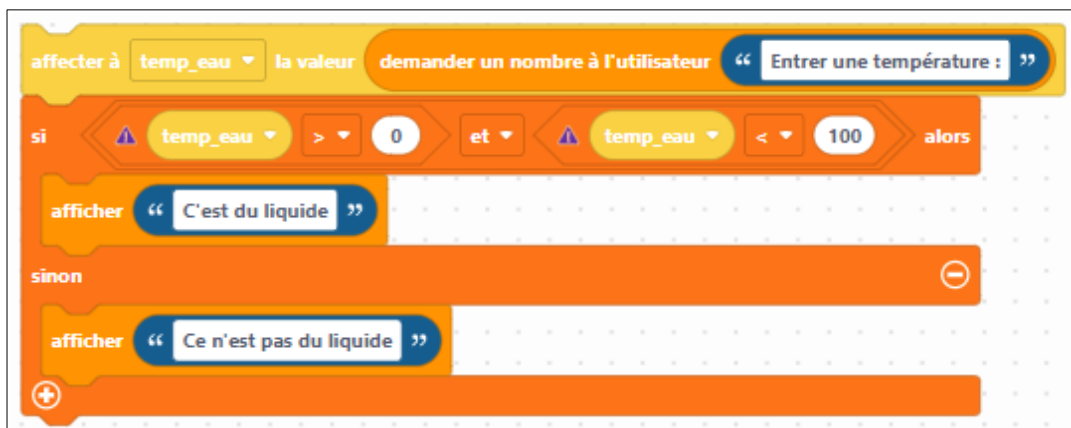 affecter à temp_eau la valeur demander un nombre à l'utilisateur “ Entrer une température : ”
si temp_eau > 0 et temp_eau < 100 alors
afficher “ C'est du liquide ”
sinon
afficher “ Ce n'est pas du liquide ”